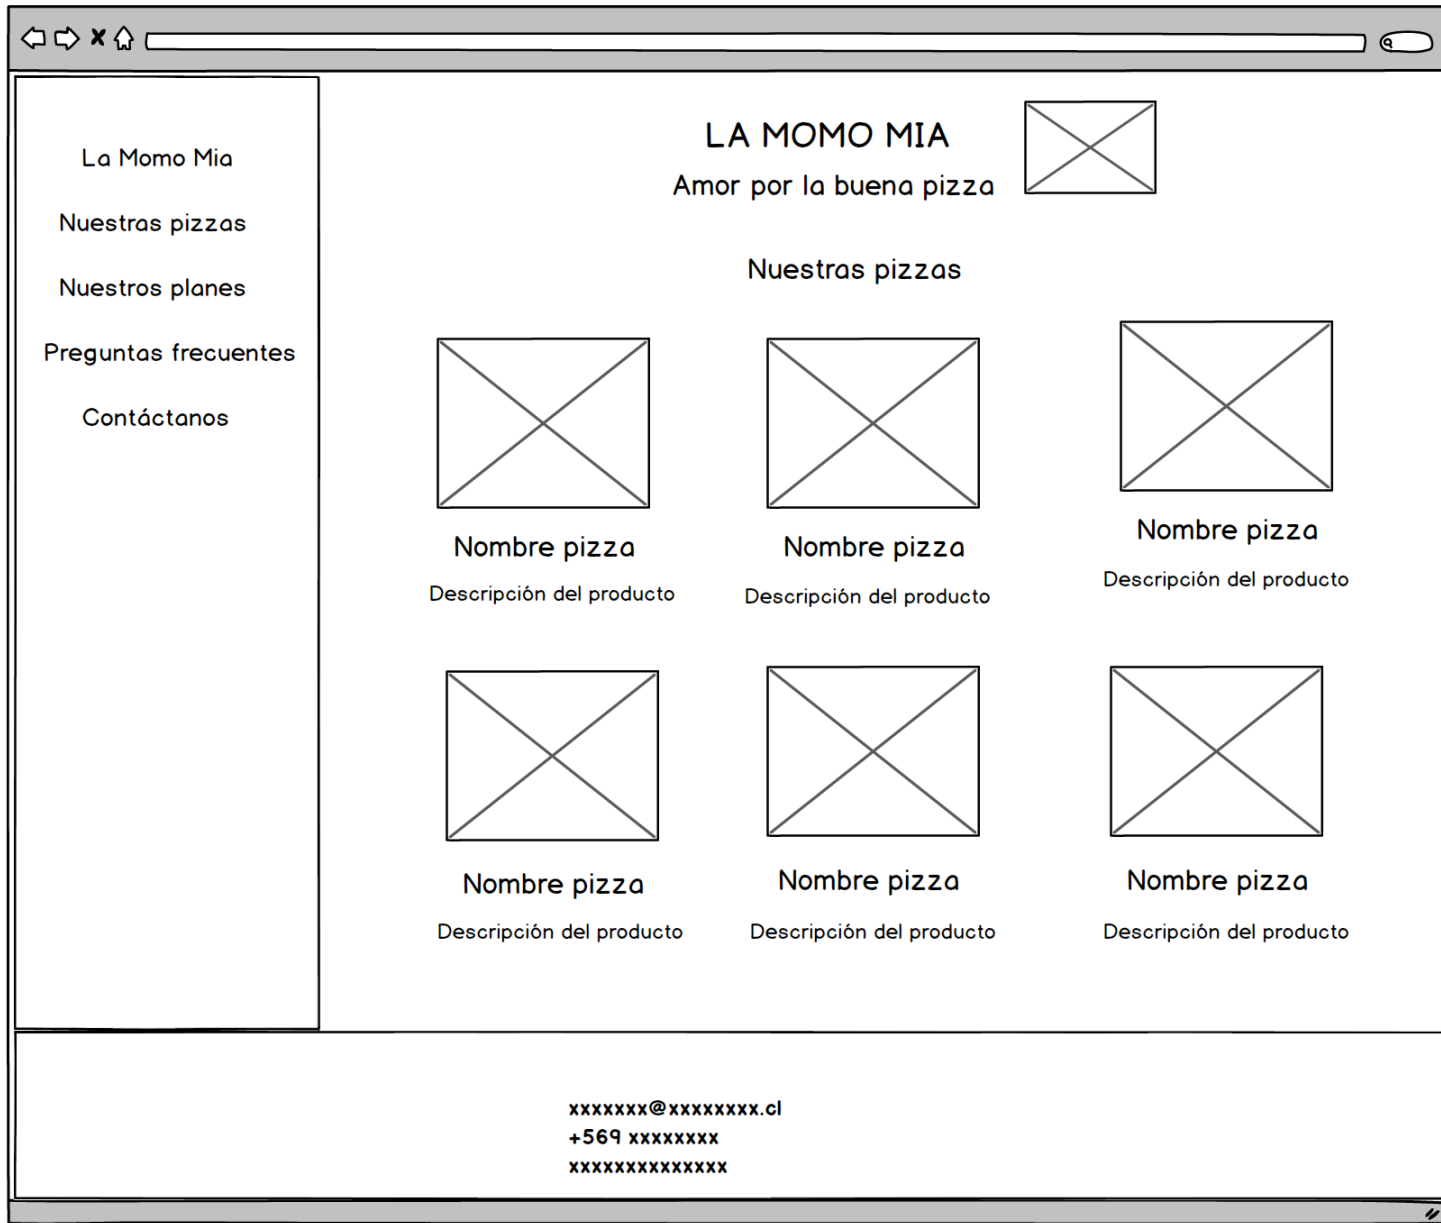 La Momo Mia
Nuestras pizzas
Nuestros planes
Preguntas frecuentes
Contáctanos
LA MOMO MIA
Amor por la buena pizza
Nuestras pizzas
Nombre pizza
Descripción del producto
Nombre pizza
Descripción del producto
Nombre pizza
Descripción del producto
Nombre pizza
Descripción del producto
Nombre pizza
Descripción del producto
Nombre pizza
Descripción del producto
xxxxxxx@xxxxxxxx.cl
+569 xxxxxxxx
xxxxxxxxxxxxxx